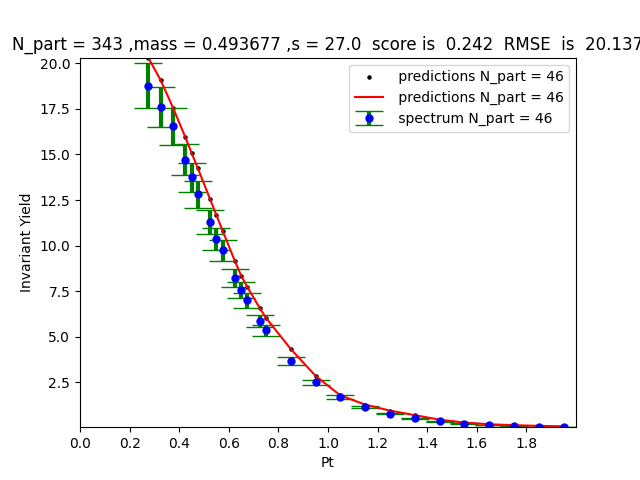 N_part = 343 ,mass = 0.493677 ,s = 27.0  score is  0.242  RMSE  is  20.137
predictions N_part = 46
predictions N_part = 46
spectrum N_part = 46
Invariant Yield
20.0
17.5
15.0
12.5
10.0
7.5
5.0
2.5
0.0 0.2 0.4 0.6 0.8 1.0 1.2 1.4 1.6 1.8
Pt